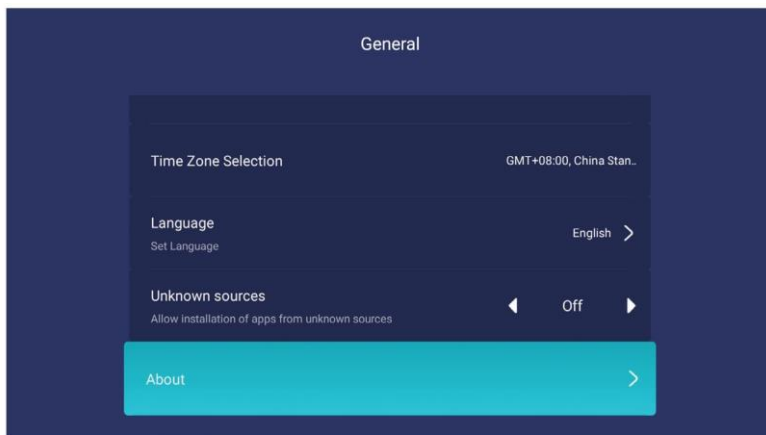 General
Time Zone Selection
GMT+08:00, China Stan..
Language
Set Language
English
Unknown sources
Allow installation of apps from unknown sources
Off
About